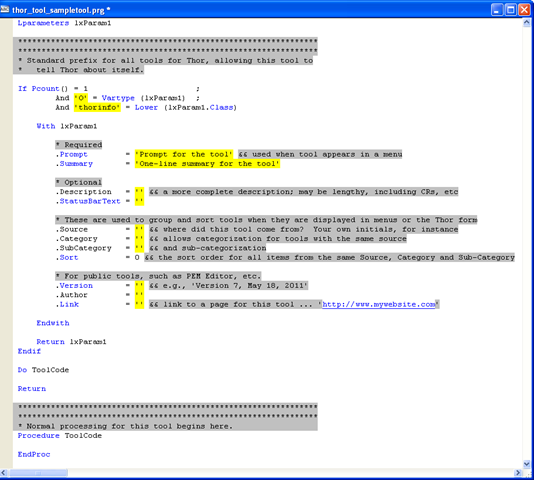 thor_tool_sampletool.prg *
Lparameters lxParam1
****************************************************************
****************************************************************
* Standard prefix for all tools for Thor, allowing this tool to
*   tell Thor about itself.
If Pcount() = 1                          ;
        And 'O' = Vartype (lxParam1)  ;
        And 'thorinfo' = Lower (lxParam1.Class)
    With lxParam1
        * Required
        .Prompt        = 'Prompt for the tool' && used when tool appears in a menu
        .Summary       = 'One-line summary for the tool'
        * Optional
        .Description   = '' && a more complete description; may be lengthy, including CRs, etc
        .StatusBarText = ''
        * These are used to group and sort tools when they are displayed in menus or the Thor form
        .Source        = '' && where did this tool come from?  Your own initials, for instance
        .Category      = '' && allows categorization for tools with the same source
        .SubCategory   = '' && and sub-categorization
        .Sort          = 0 && the sort order for all items from the same Source, Category and Sub-Category
        * For public tools, such as PEM Editor, etc.
        .Version       = '' && e.g., 'Version 7, May 18, 2011'
        .Author        = ''
        .Link          = '' && link to a page for this tool ... 'http://www.mywebsite.com'
    Endwith
    Return lxParam1
Endif
Do ToolCode
Return
****************************************************************
****************************************************************
* Normal processing for this tool begins here.
Procedure ToolCode
EndProc